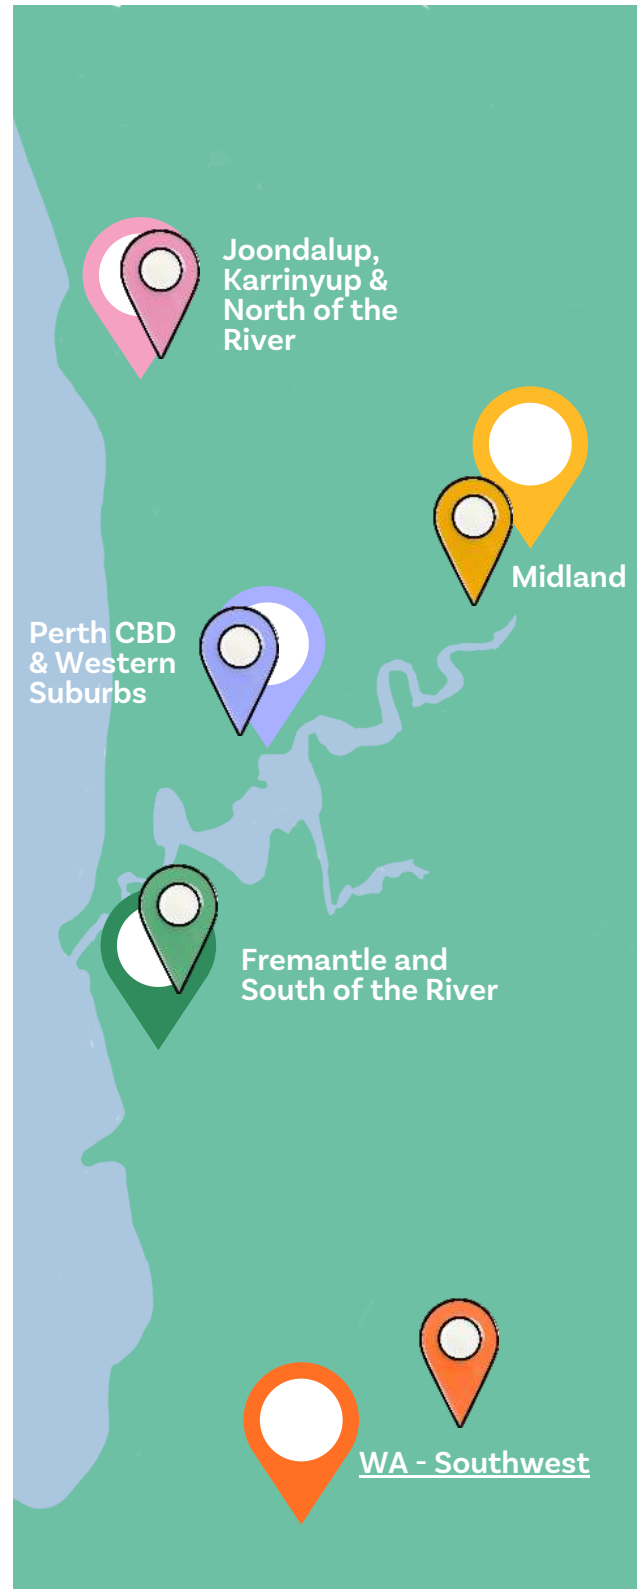 Joondalup,
Karrinyup &
North of the
River
Midland
Perth CBD
& Western
Suburbs
Fremantle and
South of the River
WA - Southwest